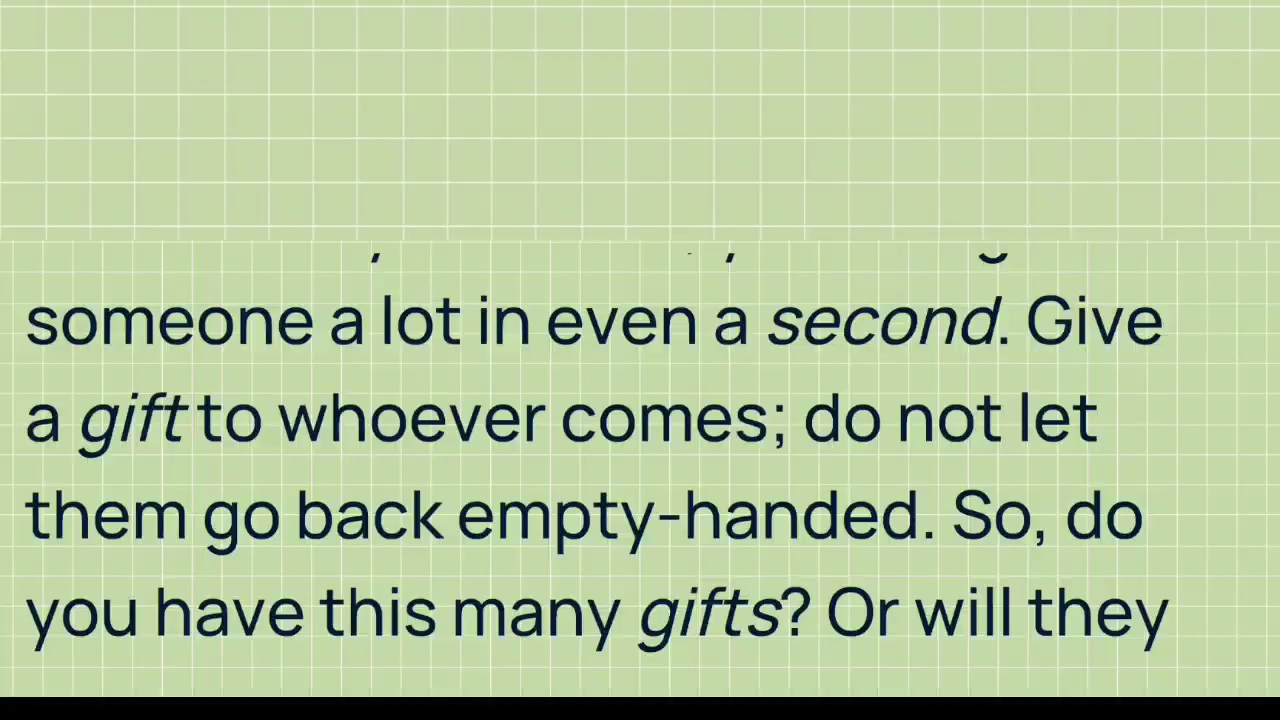 someone a lot in even a second. Give
a gift to whoever comes; do not let
them go back empty-handed. So, do
you have this many gifts? Or will they